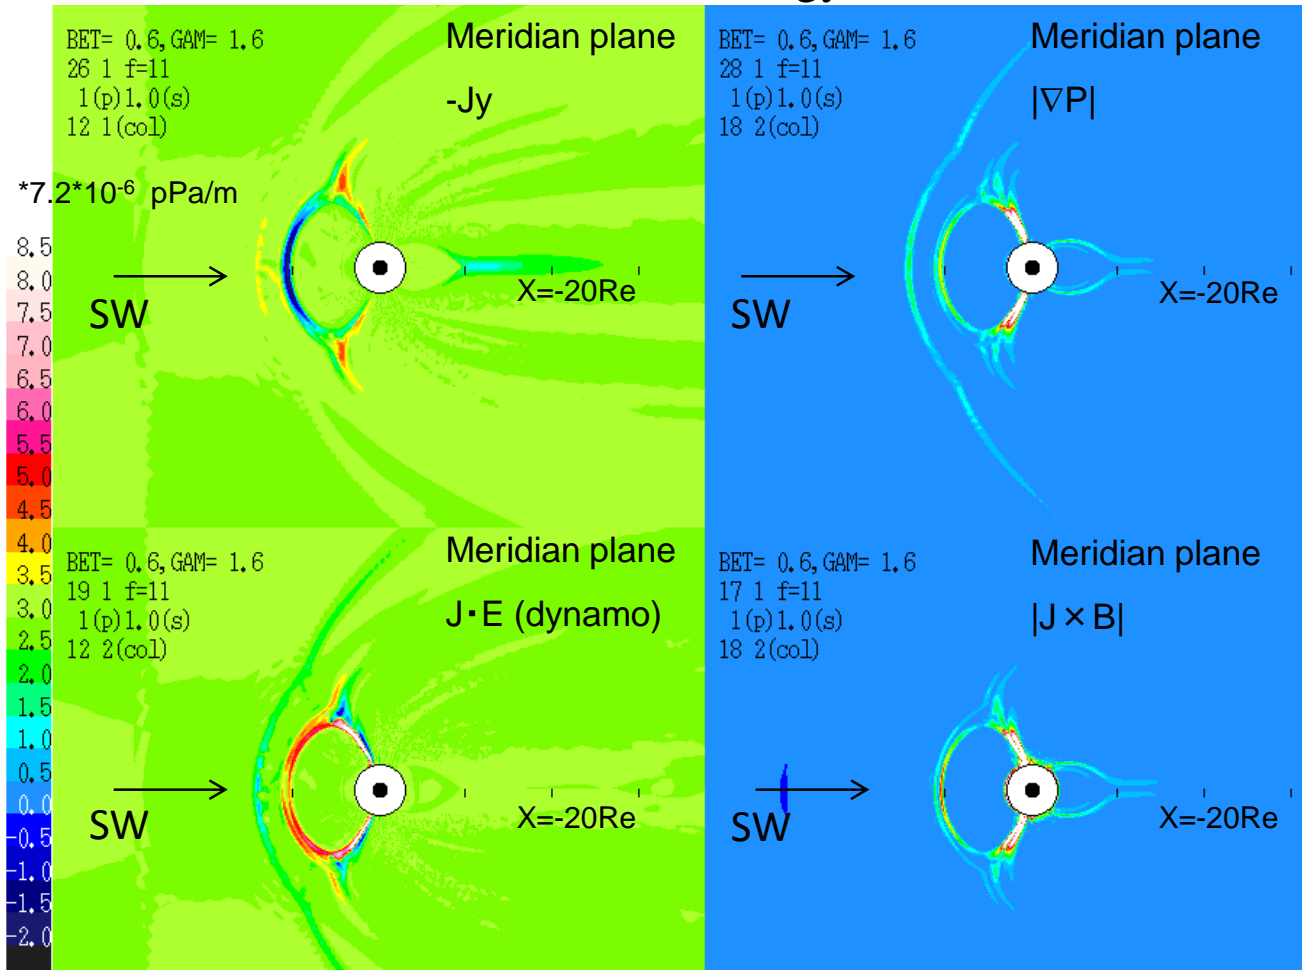 BET= 0.6,GAM= 1.6
26 1 f=11
1(p)1.0(s)
12 1(col)
Meridian plane
-Jy
*7.2*10⁻⁶ pPa/m
SW
X=-20Re
BET= 0.6,GAM= 1.6
28 1 f=11
1(p)1.0(s)
18 2(col)
Meridian plane
|∇P|
SW
X=-20Re
8.5
8.0
7.5
7.0
6.5
6.0
5.5
5.0
4.5
4.0
3.5
3.0
2.5
2.0
1.5
1.0
0.5
0.0
-0.5
-1.0
-1.5
-2.0
BET= 0.6,GAM= 1.6
19 1 f=11
1(p)1.0(s)
12 2(col)
Meridian plane
J･E (dynamo)
SW
X=-20Re
BET= 0.6,GAM= 1.6
17 1 f=11
1(p)1.0(s)
18 2(col)
Meridian plane
|J×B|
SW
X=-20Re